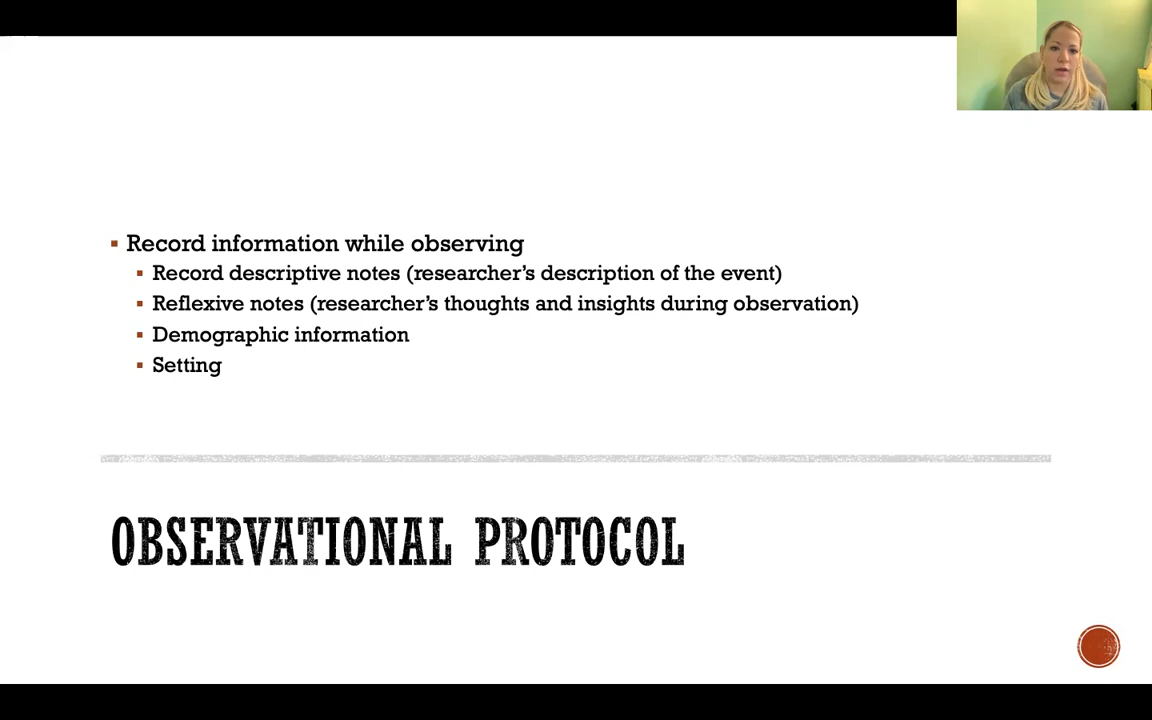 ▪ Record information while observing
▪ Record descriptive notes (researcher’s description of the event)
▪ Reflexive notes (researcher’s thoughts and insights during observation)
▪ Demographic information
▪ Setting
OBSERVATIONAL PROTOCOL